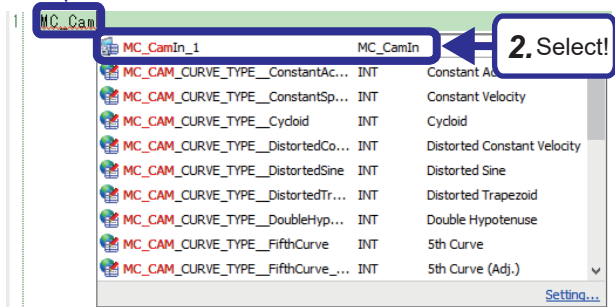 1 MC_Cam
MC_CamIn_1 MC_CamIn
2. Select!
MC_CAM_CURVE_TYPE__ConstantAc... INT Constant Ac
MC_CAM_CURVE_TYPE__ConstantSp... INT Constant Velocity
MC_CAM_CURVE_TYPE__Cycloid INT Cycloid
MC_CAM_CURVE_TYPE__DistortedCo... INT Distorted Constant Velocity
MC_CAM_CURVE_TYPE__DistortedSine INT Distorted Sine
MC_CAM_CURVE_TYPE__DistortedTr... INT Distorted Trapezoid
MC_CAM_CURVE_TYPE__DoubleHyp... INT Double Hypotenuse
MC_CAM_CURVE_TYPE__FifthCurve INT 5th Curve
MC_CAM_CURVE_TYPE__FifthCurve_... INT 5th Curve (Adj.)
Setting...